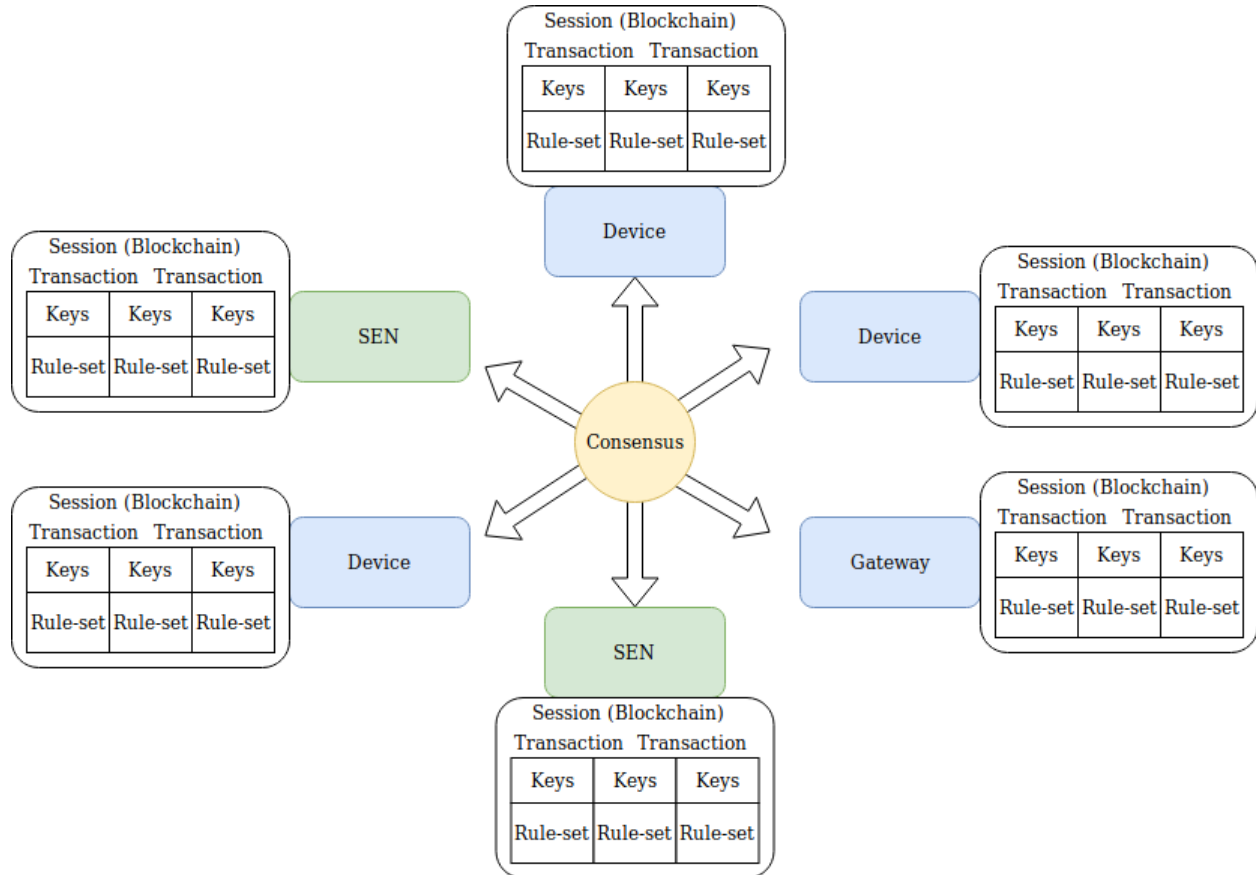 Session (Blockchain)
Transaction Transaction
Keys Keys Keys
Rule-set Rule-set Rule-set
Device
Session (Blockchain)
Transaction Transaction
Keys Keys Keys
Rule-set Rule-set Rule-set
SEN
Device
Session (Blockchain)
Transaction Transaction
Keys Keys Keys
Rule-set Rule-set Rule-set
Consensus
Session (Blockchain)
Transaction Transaction
Keys Keys Keys
Rule-set Rule-set Rule-set
Device
Gateway
Session (Blockchain)
Transaction Transaction
Keys Keys Keys
Rule-set Rule-set Rule-set
SEN
Session (Blockchain)
Transaction Transaction
Keys Keys Keys
Rule-set Rule-set Rule-set